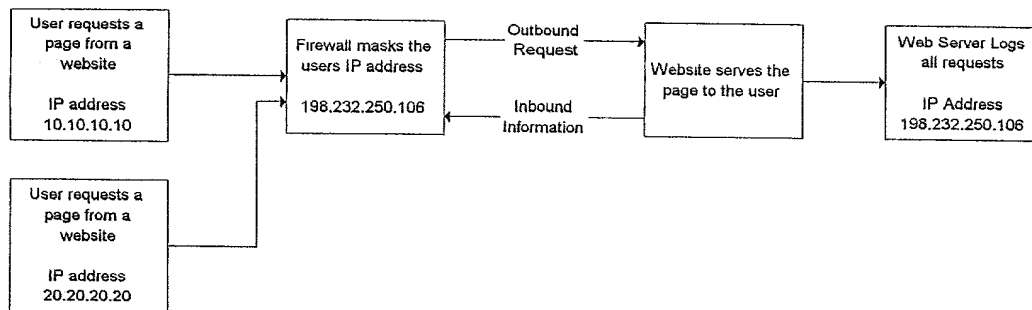 User requests a
page from a
website
IP address
10.10.10.10
Firewall masks the
users IP address
198.232.250.106
Outbound
Request
Inbound
Information
Website serves the
page to the user
Web Server Logs
all requests
IP Address
198.232.250.106
User requests a
page from a
website
IP address
20.20.20.20